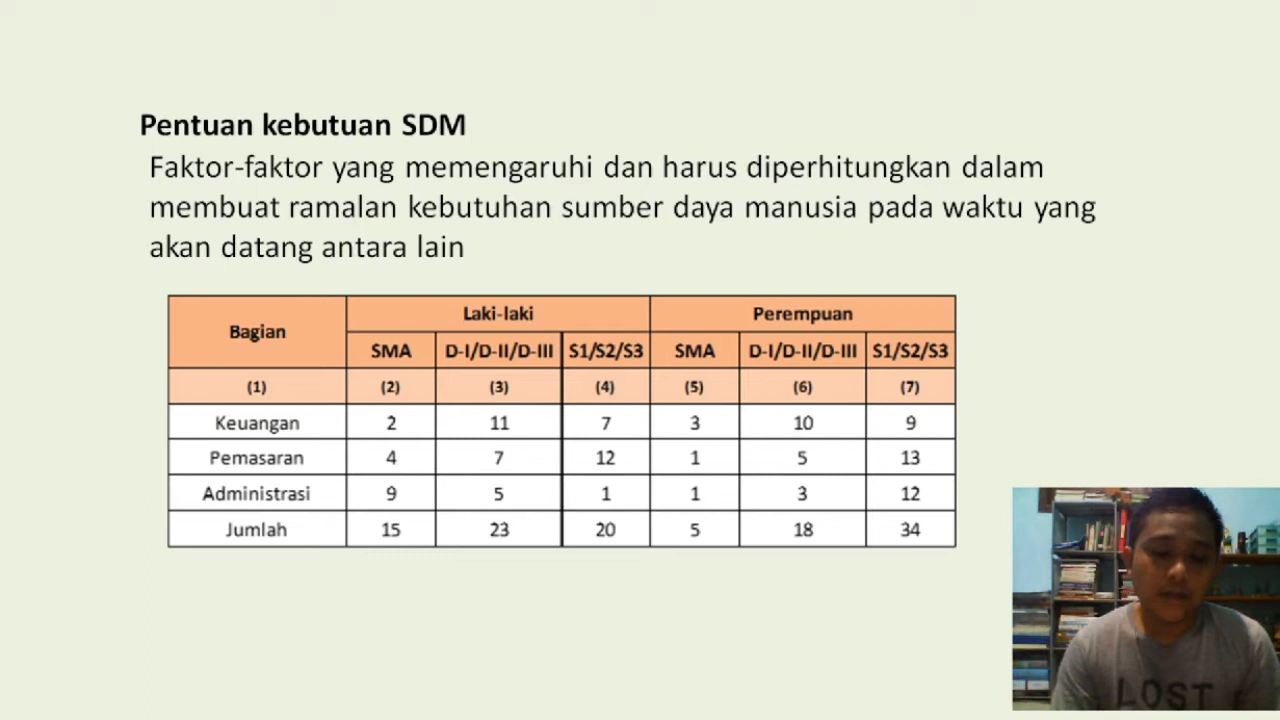 Pentuan kebutuan SDM
Faktor-faktor yang memengaruhi dan harus diperhitungkan dalam
membuat ramalan kebutuhan sumber daya manusia pada waktu yang
akan datang antara lain
Bagian Laki-laki Perempuan
SMA D-I/D-II/D-III S1/S2/S3 SMA D-I/D-II/D-III S1/S2/S3
(1) (2) (3) (4) (5) (6) (7)
Keuangan 2 11 7 3 10 9
Pemasaran 4 7 12 1 5 13
Administrasi 9 5 1 1 3 12
Jumlah 15 23 20 5 18 34
LOST